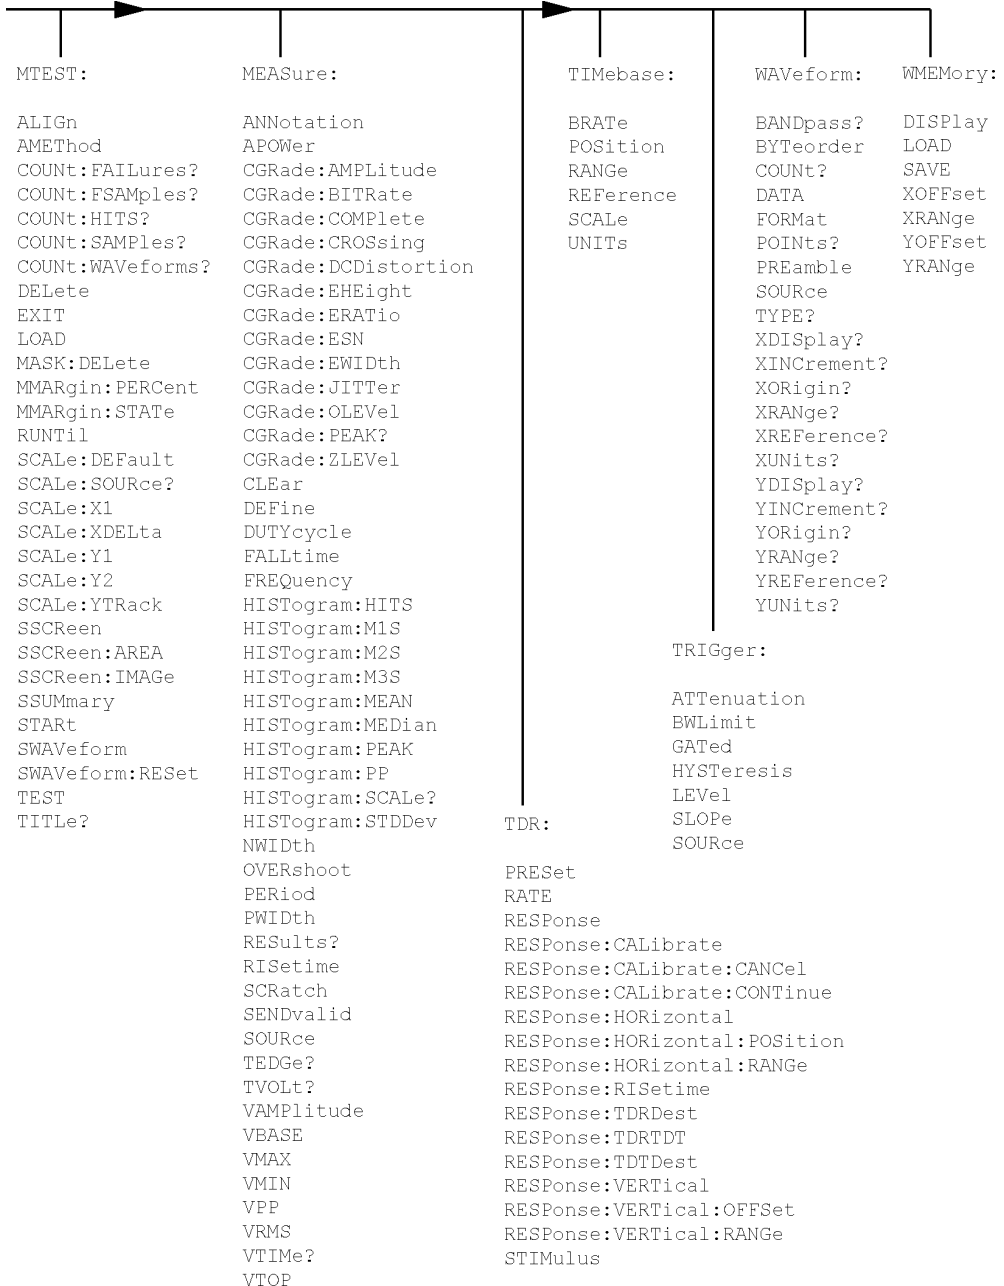 MTEST:
ALIGn
AMEThod
COUNt:FAILures?
COUNt:FSAMples?
COUNt:HITS?
COUNt:SAMPles?
COUNt:WAVeforms?
DELete
EXIT
LOAD
MASK:DELete
MMARgin:PERCent
MMARgin:STATe
RUNTil
SCALe:DEFault
SCALe:SOURce?
SCALe:X1
SCALe:XDELta
SCALe:Y1
SCALe:Y2
SCALe:YTRack
SSCReen
SSCReen:AREA
SSCReen:IMAGe
SSUMmary
STARt
SWAVeform
SWAVeform:RESet
TEST
TITLe?
MEASure:
ANNotation
APOWer
CGRade:AMPLitude
CGRade:BITRate
CGRade:COMPlete
CGRade:CROSsing
CGRade:DCDistortion
CGRade:EHEight
CGRade:ERATio
CGRade:ESN
CGRade:EWIDth
CGRade:JITTer
CGRade:OLEVel
CGRade:PEAK?
CGRade:ZLEVel
CLEar
DEFine
DUTYcycle
FALLtime
FREQuency
HISTogram:HITS
HISTogram:M1S
HISTogram:M2S
HISTogram:M3S
HISTogram:MEAN
HISTogram:MEDian
HISTogram:PEAK
HISTogram:PP
HISTogram:SCALe?
HISTogram:STDDev
NWIDth
OVERshoot
PERiod
PWIDth
RESults?
RISetime
SCRatch
SENDvalid
SOURce
TEDGe?
TVOLt?
VAMPlitude
VBASE
VMAX
VMIN
VPP
VRMS
VTIMe?
VTOP
TDR:
PRESet
RATE
RESPonse
RESPonse:CALibrate
RESPonse:CALibrate:CANCel
RESPonse:CALibrate:CONTinue
RESPonse:HORizontal
RESPonse:HORizontal:POSition
RESPonse:HORizontal:RANGe
RESPonse:RISetime
RESPonse:TDRDest
RESPonse:TDRTDT
RESPonse:TDTDest
RESPonse:VERTical
RESPonse:VERTical:OFFSet
RESPonse:VERTical:RANGe
STIMulus
TIMebase:
BRATe
POSition
RANGe
REFerence
SCALe
UNITs
TRIGger:
ATTenuation
BWLimit
GATed
HYSTeresis
LEVel
SLOPe
SOURce
WAVeform:
BANDpass?
BYTeorder
COUNt?
DATA
FORMat
POINts?
PREamble
SOURce
TYPE?
XDISplay?
XINCrement?
XORigin?
XRANge?
XREFerence?
XUNits?
YDISplay?
YINCrement?
YORigin?
YRANge?
YREFerence?
YUNits?
WMEMory:
DISPlay
LOAD
SAVE
XOFFset
XRANge
YOFFset
YRANge